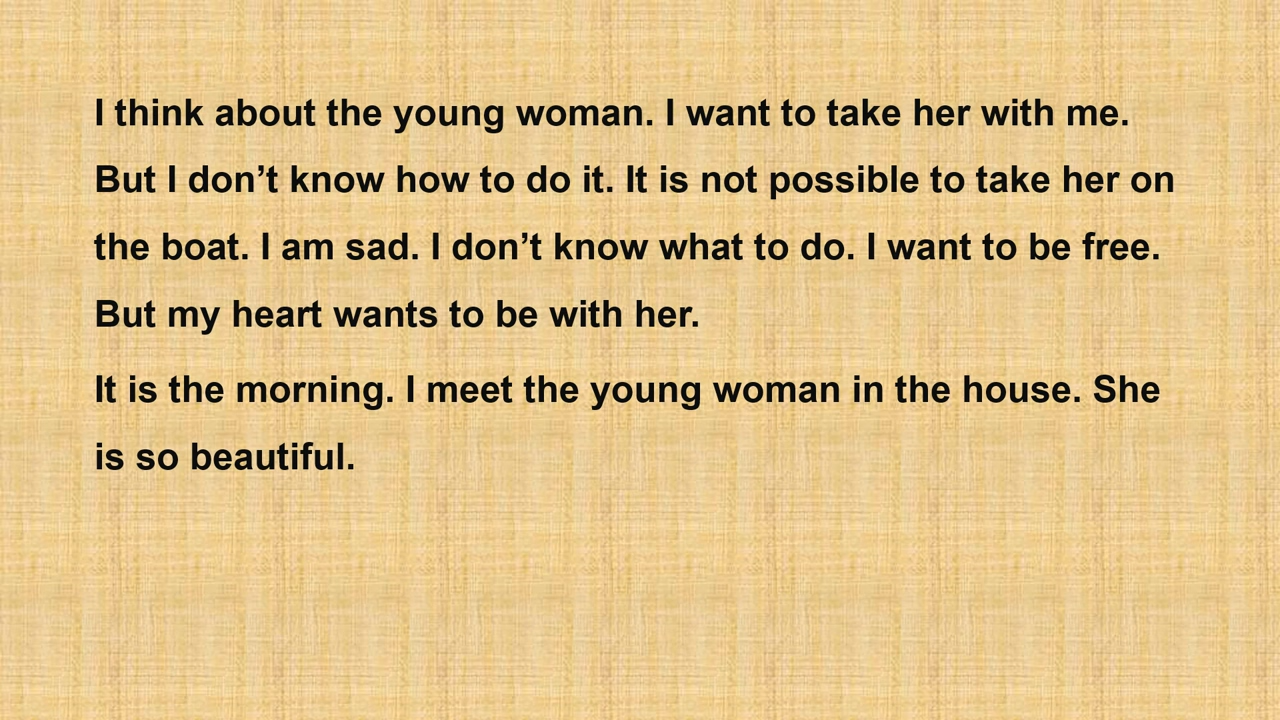 I think about the young woman. I want to take her with me.
But I don’t know how to do it. It is not possible to take her on
the boat. I am sad. I don’t know what to do. I want to be free.
But my heart wants to be with her.
It is the morning. I meet the young woman in the house. She
is so beautiful.